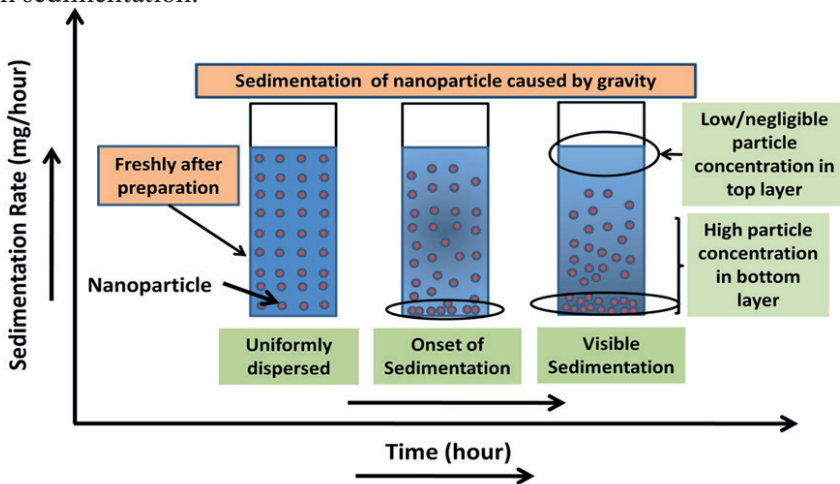 n sedimentation.
Sedimentation of nanoparticle caused by gravity
Sedimentation Rate (mg/hour)
Freshly after
preparation
Nanoparticle
Low/negligible
particle
concentration in
top layer
High particle
concentration
in bottom
layer
Uniformly
dispersed
Onset of
Sedimentation
Visible
Sedimentation
Time (hour)